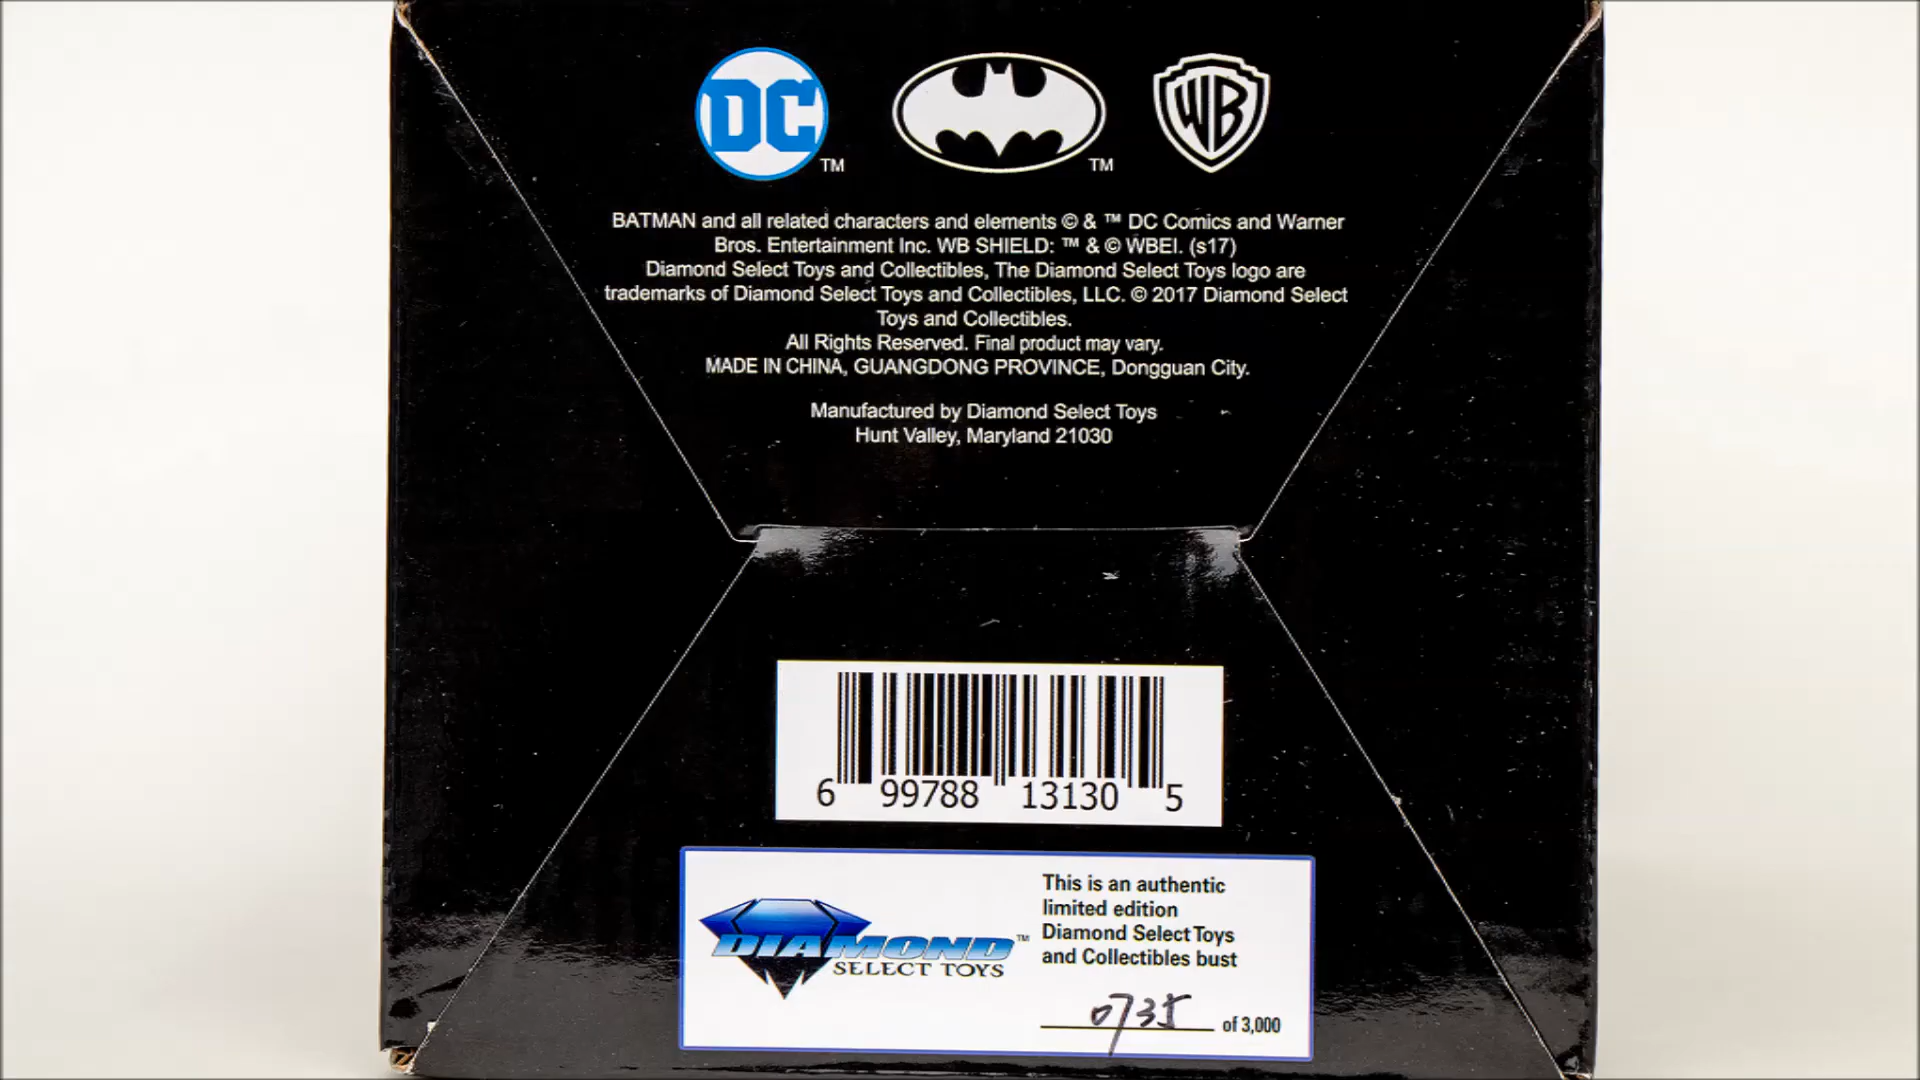 DC TM TM WB
BATMAN and all related characters and elements © & ™ DC Comics and Warner
Bros. Entertainment Inc. WB SHIELD: ™ & © WBEI. (s17)
Diamond Select Toys and Collectibles, The Diamond Select Toys logo are
trademarks of Diamond Select Toys and Collectibles, LLC. © 2017 Diamond Select
Toys and Collectibles.
All Rights Reserved. Final product may vary.
MADE IN CHINA, GUANGDONG PROVINCE, Dongguan City.
Manufactured by Diamond Select Toys
Hunt Valley, Maryland 21030
6 99788 13130 5
DIAMOND™
SELECT TOYS
This is an authentic
limited edition
Diamond Select Toys
and Collectibles bust
0735 of 3,000